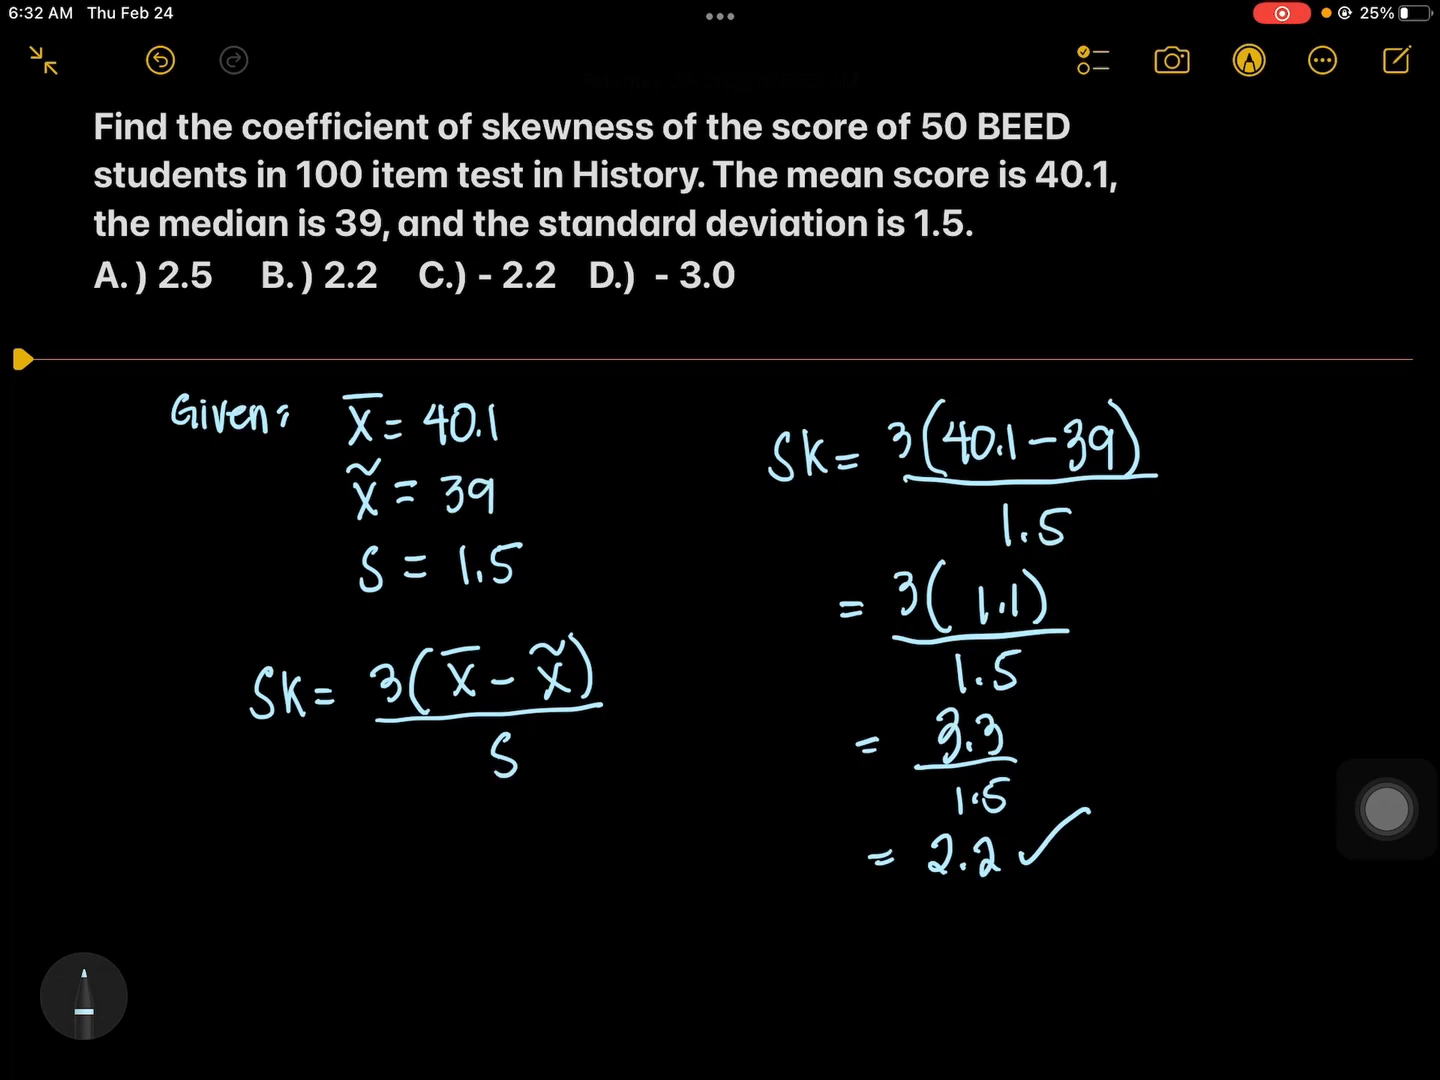 6:32 AM Thu Feb 24
25%
Find the coefficient of skewness of the score of 50 BEED
students in 100 item test in History. The mean score is 40.1,
the median is 39, and the standard deviation is 1.5.
A. ) 2.5 B. ) 2.2 C.) - 2.2 D.) - 3.0
Given:
x̅ = 40.1
x̃ = 39
S = 1.5
SK = 3(x̅ - x̃)
S
SK = 3(40.1 - 39)
1.5
= 3( 1.1)
1.5
= 3.3
1.5
= 2.2 ✓